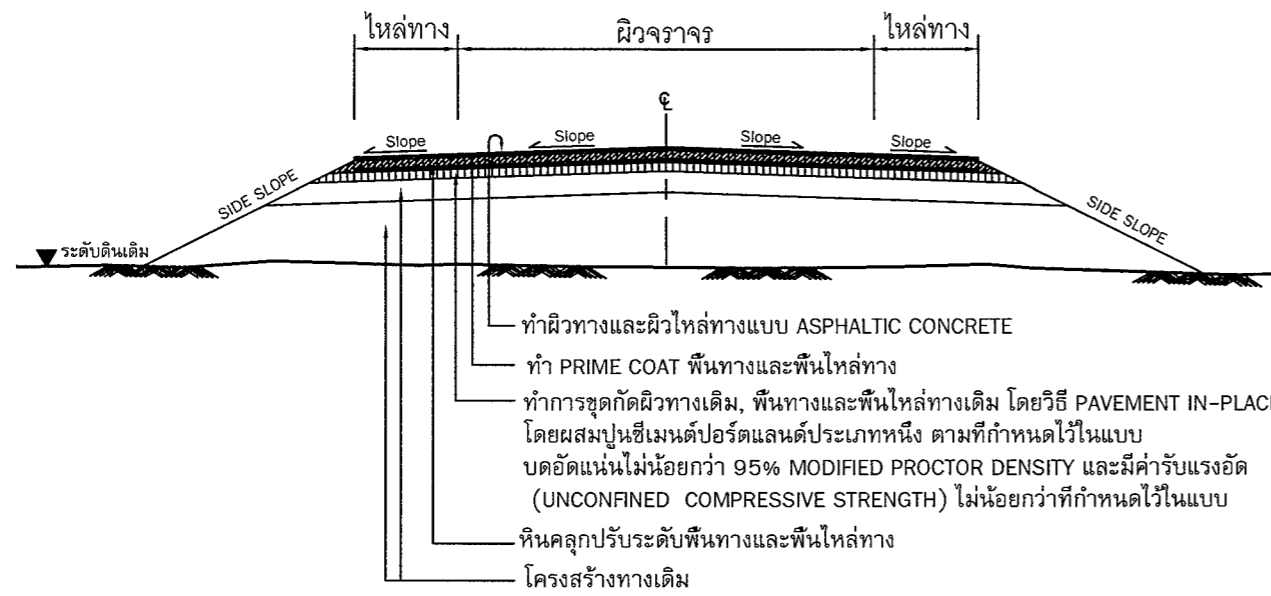 ไหล่ทาง ผิวจราจร ไหล่ทาง
℄
Slope Slope Slope Slope
SIDE SLOPE SIDE SLOPE
ระดับดินเดิม
ทำผิวทางและผิวไหล่ทางแบบ ASPHALTIC CONCRETE
ทำ PRIME COAT พื้นทางและพื้นไหล่ทาง
ทำการขุดกัดผิวทางเดิม, พื้นทางและพื้นไหล่ทางเดิม โดยวิธี PAVEMENT IN-PLAC
โดยผสมปูนซีเมนต์ปอร์ตแลนด์ประเภทหนึ่ง ตามที่กำหนดไว้ในแบบ
บดอัดแน่นไม่น้อยกว่า 95% MODIFIED PROCTOR DENSITY และมีค่ารับแรงอัด
(UNCONFINED COMPRESSIVE STRENGTH) ไม่น้อยกว่าที่กำหนดไว้ในแบบ
หินคลุกปรับระดับพื้นทางและพื้นไหล่ทาง
โครงสร้างทางเดิม